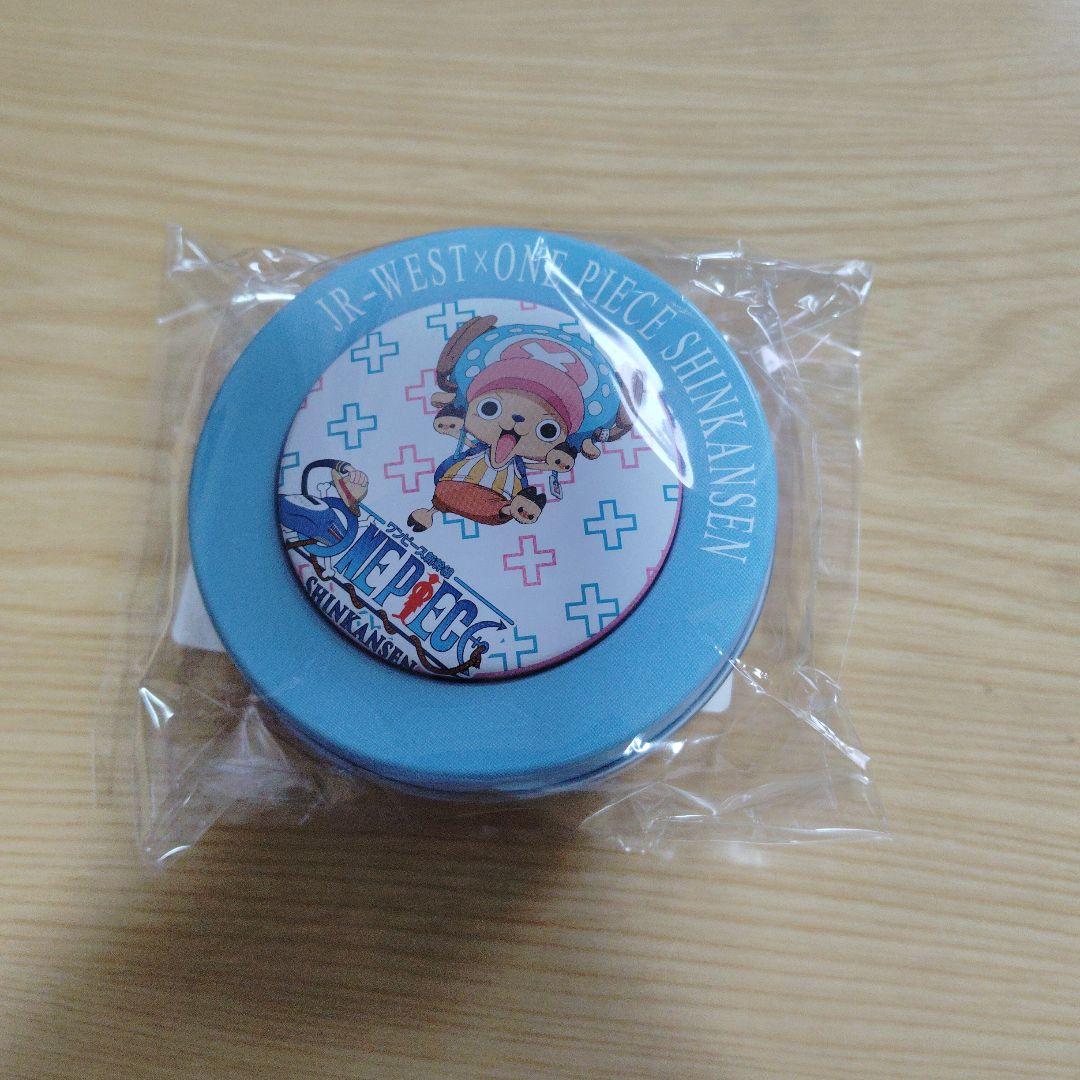 JR-WEST×ONE PIECE SHINKANSEN
ワンピース新幹線
ONE PIECE
SHINKANSEN